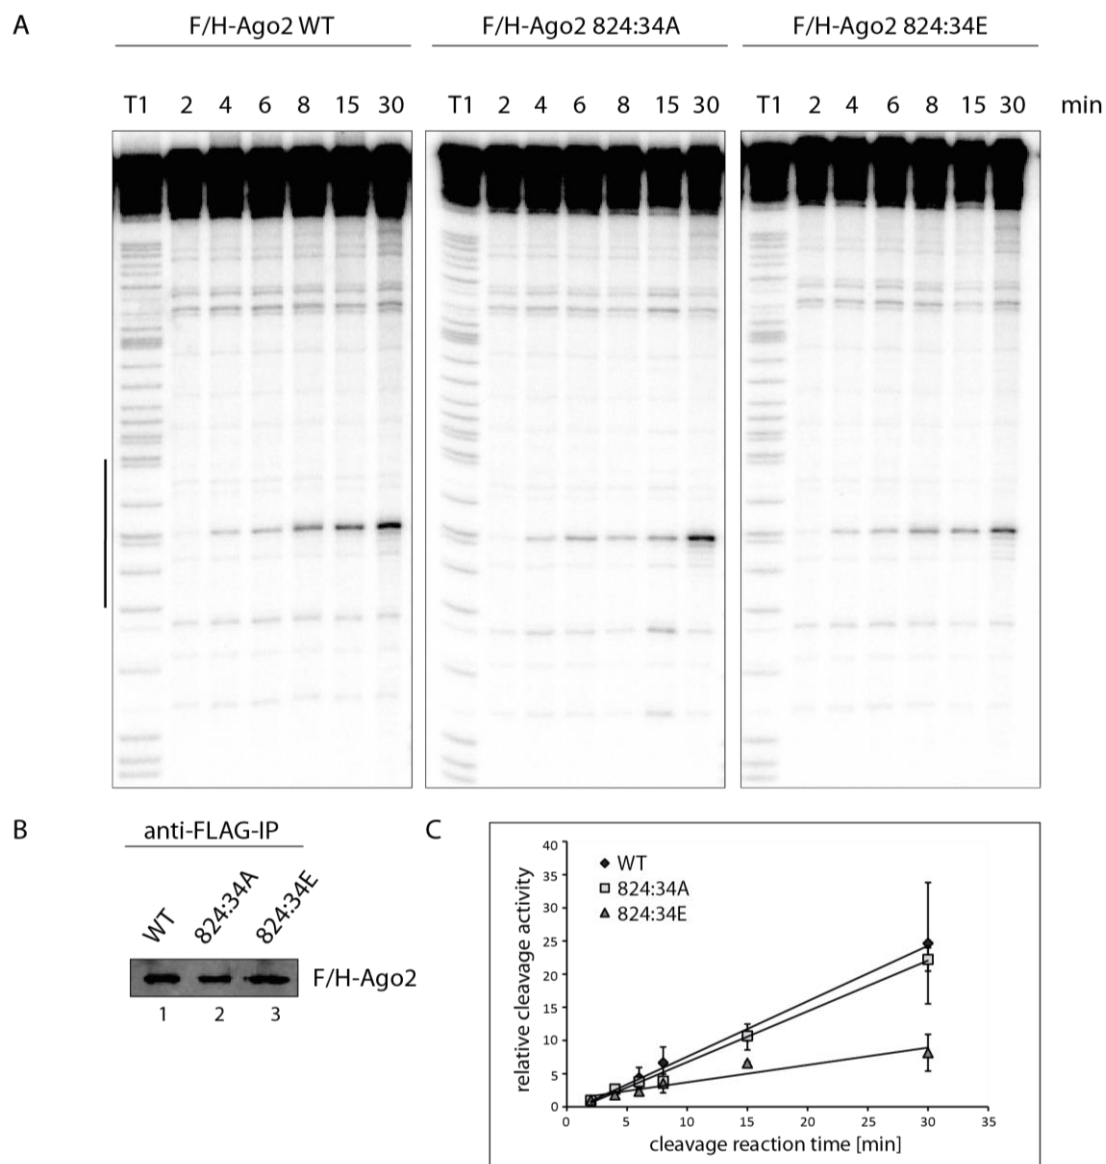 A
F/H-Ago2 WT
F/H-Ago2 824:34A
F/H-Ago2 824:34E
T1 2 4 6 8 15 30
T1 2 4 6 8 15 30
T1 2 4 6 8 15 30 min
B
anti-FLAG-IP
WT
824:34A
824:34E
F/H-Ago2
1 2 3
C
relative cleavage activity
40
35
30
25
20
15
10
5
0
WT
824:34A
824:34E
0 5 10 15 20 25 30 35
cleavage reaction time [min]